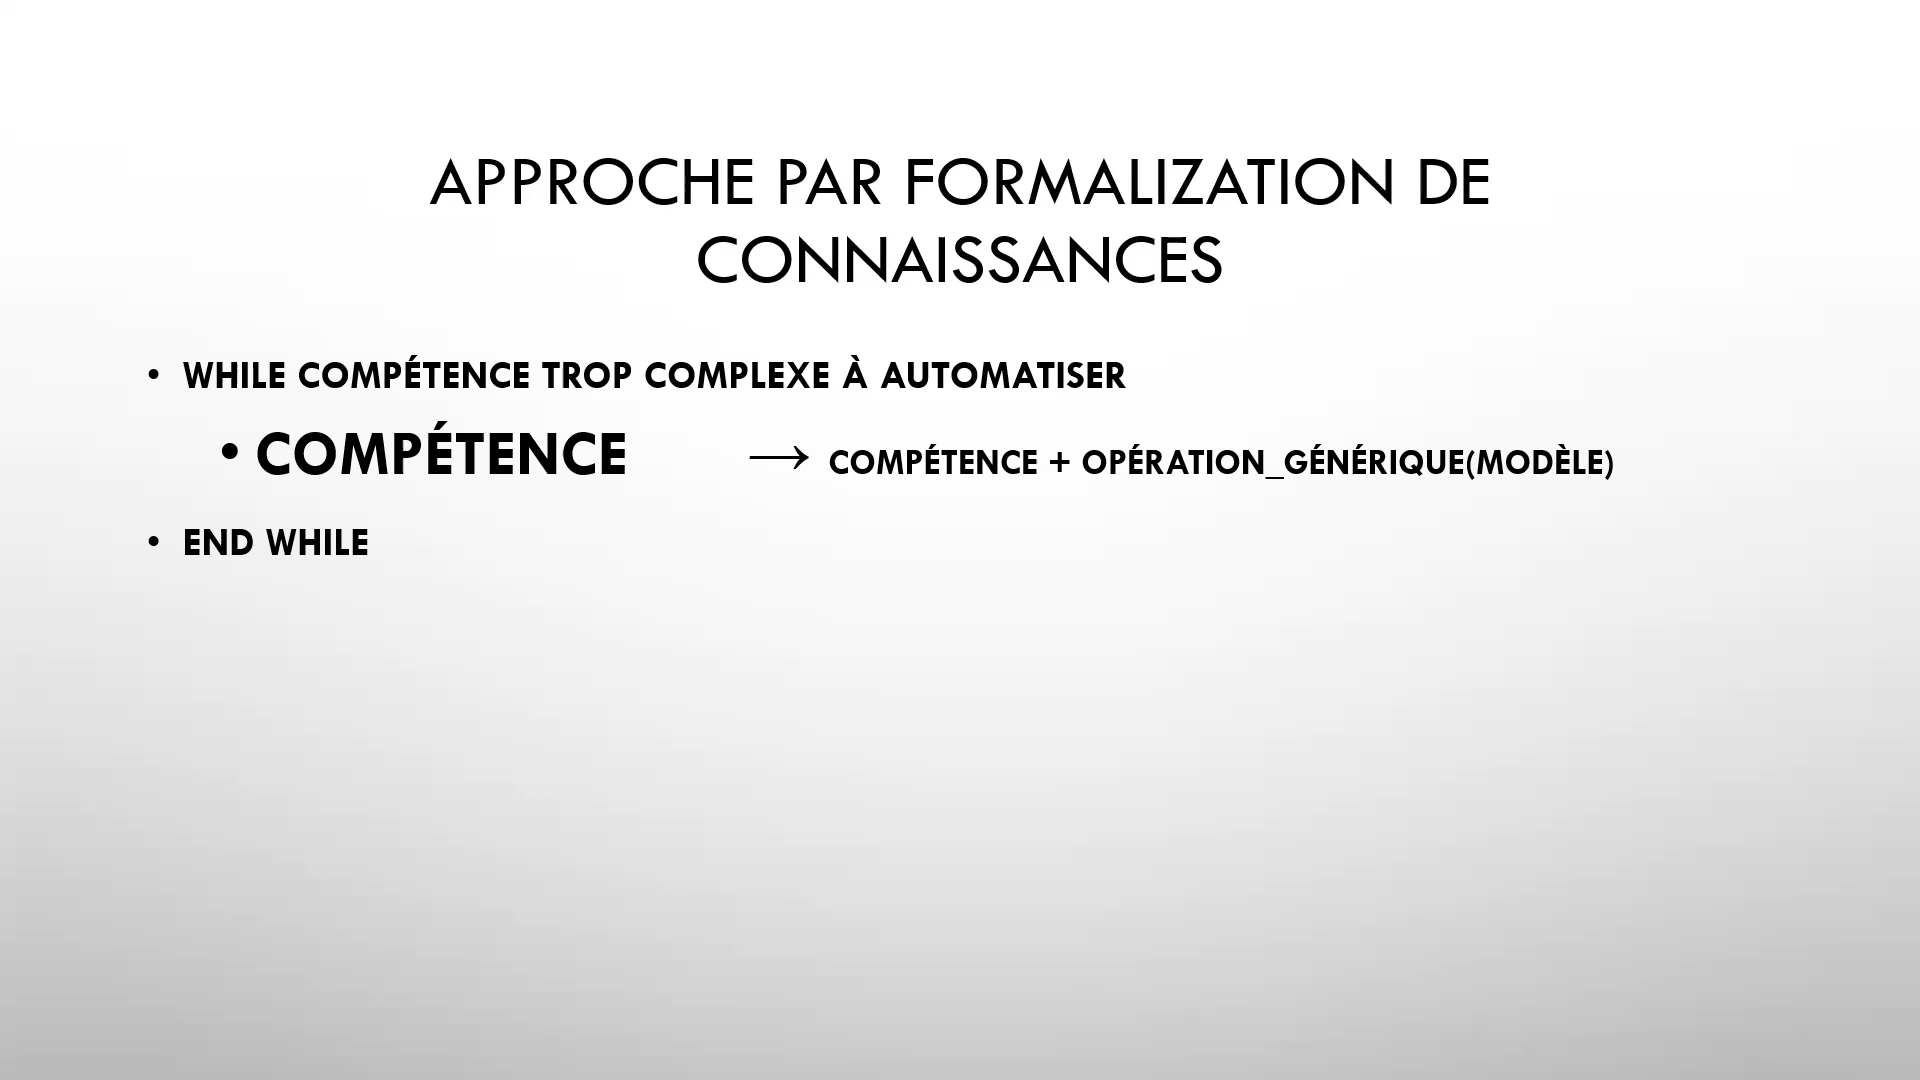 APPROCHE PAR FORMALIZATION DE
CONNAISSANCES
• WHILE COMPÉTENCE TROP COMPLEXE À AUTOMATISER
• COMPÉTENCE → COMPÉTENCE + OPÉRATION_GÉNÉRIQUE(MODÈLE)
• END WHILE